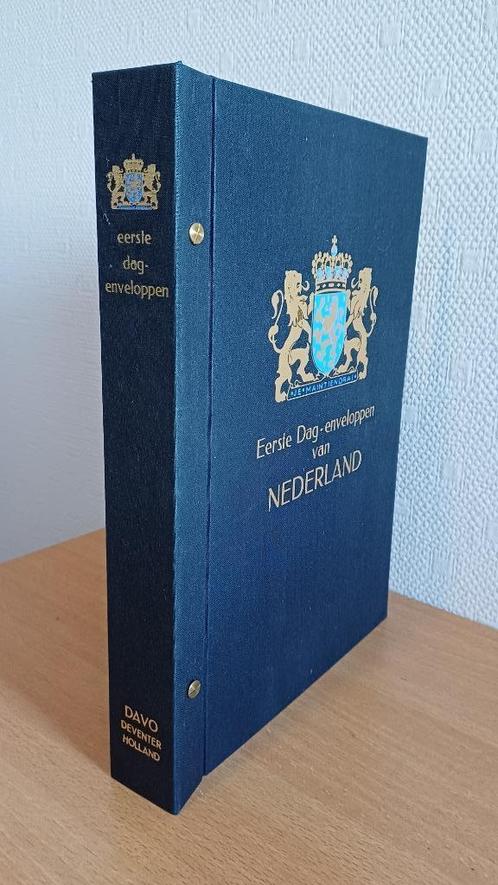 eerste
dag-
enveloppen
DAVO
DEVENTER
HOLLAND
JE·MAINTIENDRAI
Eerste Dag-enveloppen
van
NEDERLAND